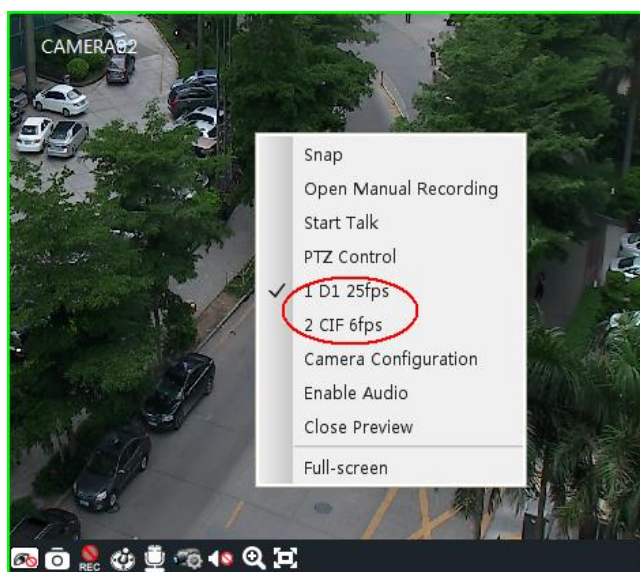 CAMERA02
Snap
Open Manual Recording
Start Talk
PTZ Control
1 D1 25fps
2 CIF 6fps
Camera Configuration
Enable Audio
Close Preview
Full-screen
REC